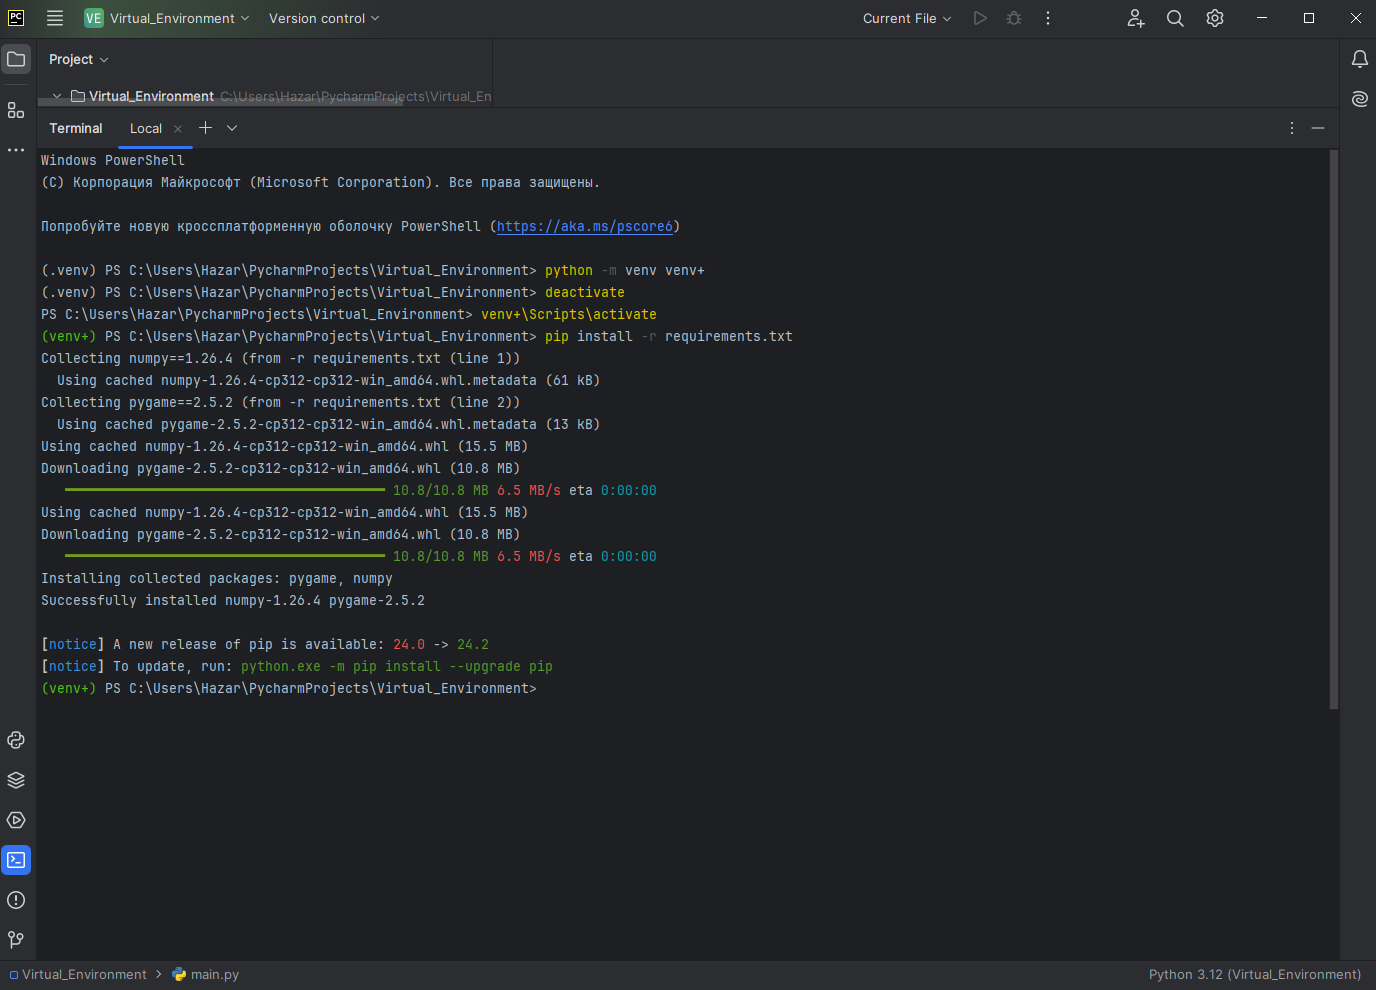 PC
VE Virtual_Environment Version control Current File
Project
Virtual_Environment C:\Users\Hazar\PycharmProjects\Virtual_En
Terminal Local
Windows PowerShell
(C) Корпорация Майкрософт (Microsoft Corporation). Все права защищены.
Попробуйте новую кроссплатформенную оболочку PowerShell (https://aka.ms/pscore6)
(.venv) PS C:\Users\Hazar\PycharmProjects\Virtual_Environment> python -m venv venv+
(.venv) PS C:\Users\Hazar\PycharmProjects\Virtual_Environment> deactivate
PS C:\Users\Hazar\PycharmProjects\Virtual_Environment> venv+\Scripts\activate
(venv+) PS C:\Users\Hazar\PycharmProjects\Virtual_Environment> pip install -r requirements.txt
Collecting numpy==1.26.4 (from -r requirements.txt (line 1))
  Using cached numpy-1.26.4-cp312-cp312-win_amd64.whl.metadata (61 kB)
Collecting pygame==2.5.2 (from -r requirements.txt (line 2))
  Using cached pygame-2.5.2-cp312-cp312-win_amd64.whl.metadata (13 kB)
Using cached numpy-1.26.4-cp312-cp312-win_amd64.whl (15.5 MB)
Downloading pygame-2.5.2-cp312-cp312-win_amd64.whl (10.8 MB)
10.8/10.8 MB 6.5 MB/s eta 0:00:00
Using cached numpy-1.26.4-cp312-cp312-win_amd64.whl (15.5 MB)
Downloading pygame-2.5.2-cp312-cp312-win_amd64.whl (10.8 MB)
10.8/10.8 MB 6.5 MB/s eta 0:00:00
Installing collected packages: pygame, numpy
Successfully installed numpy-1.26.4 pygame-2.5.2
[notice] A new release of pip is available: 24.0 -> 24.2
[notice] To update, run: python.exe -m pip install --upgrade pip
(venv+) PS C:\Users\Hazar\PycharmProjects\Virtual_Environment>
Virtual_Environment > main.py Python 3.12 (Virtual_Environment)